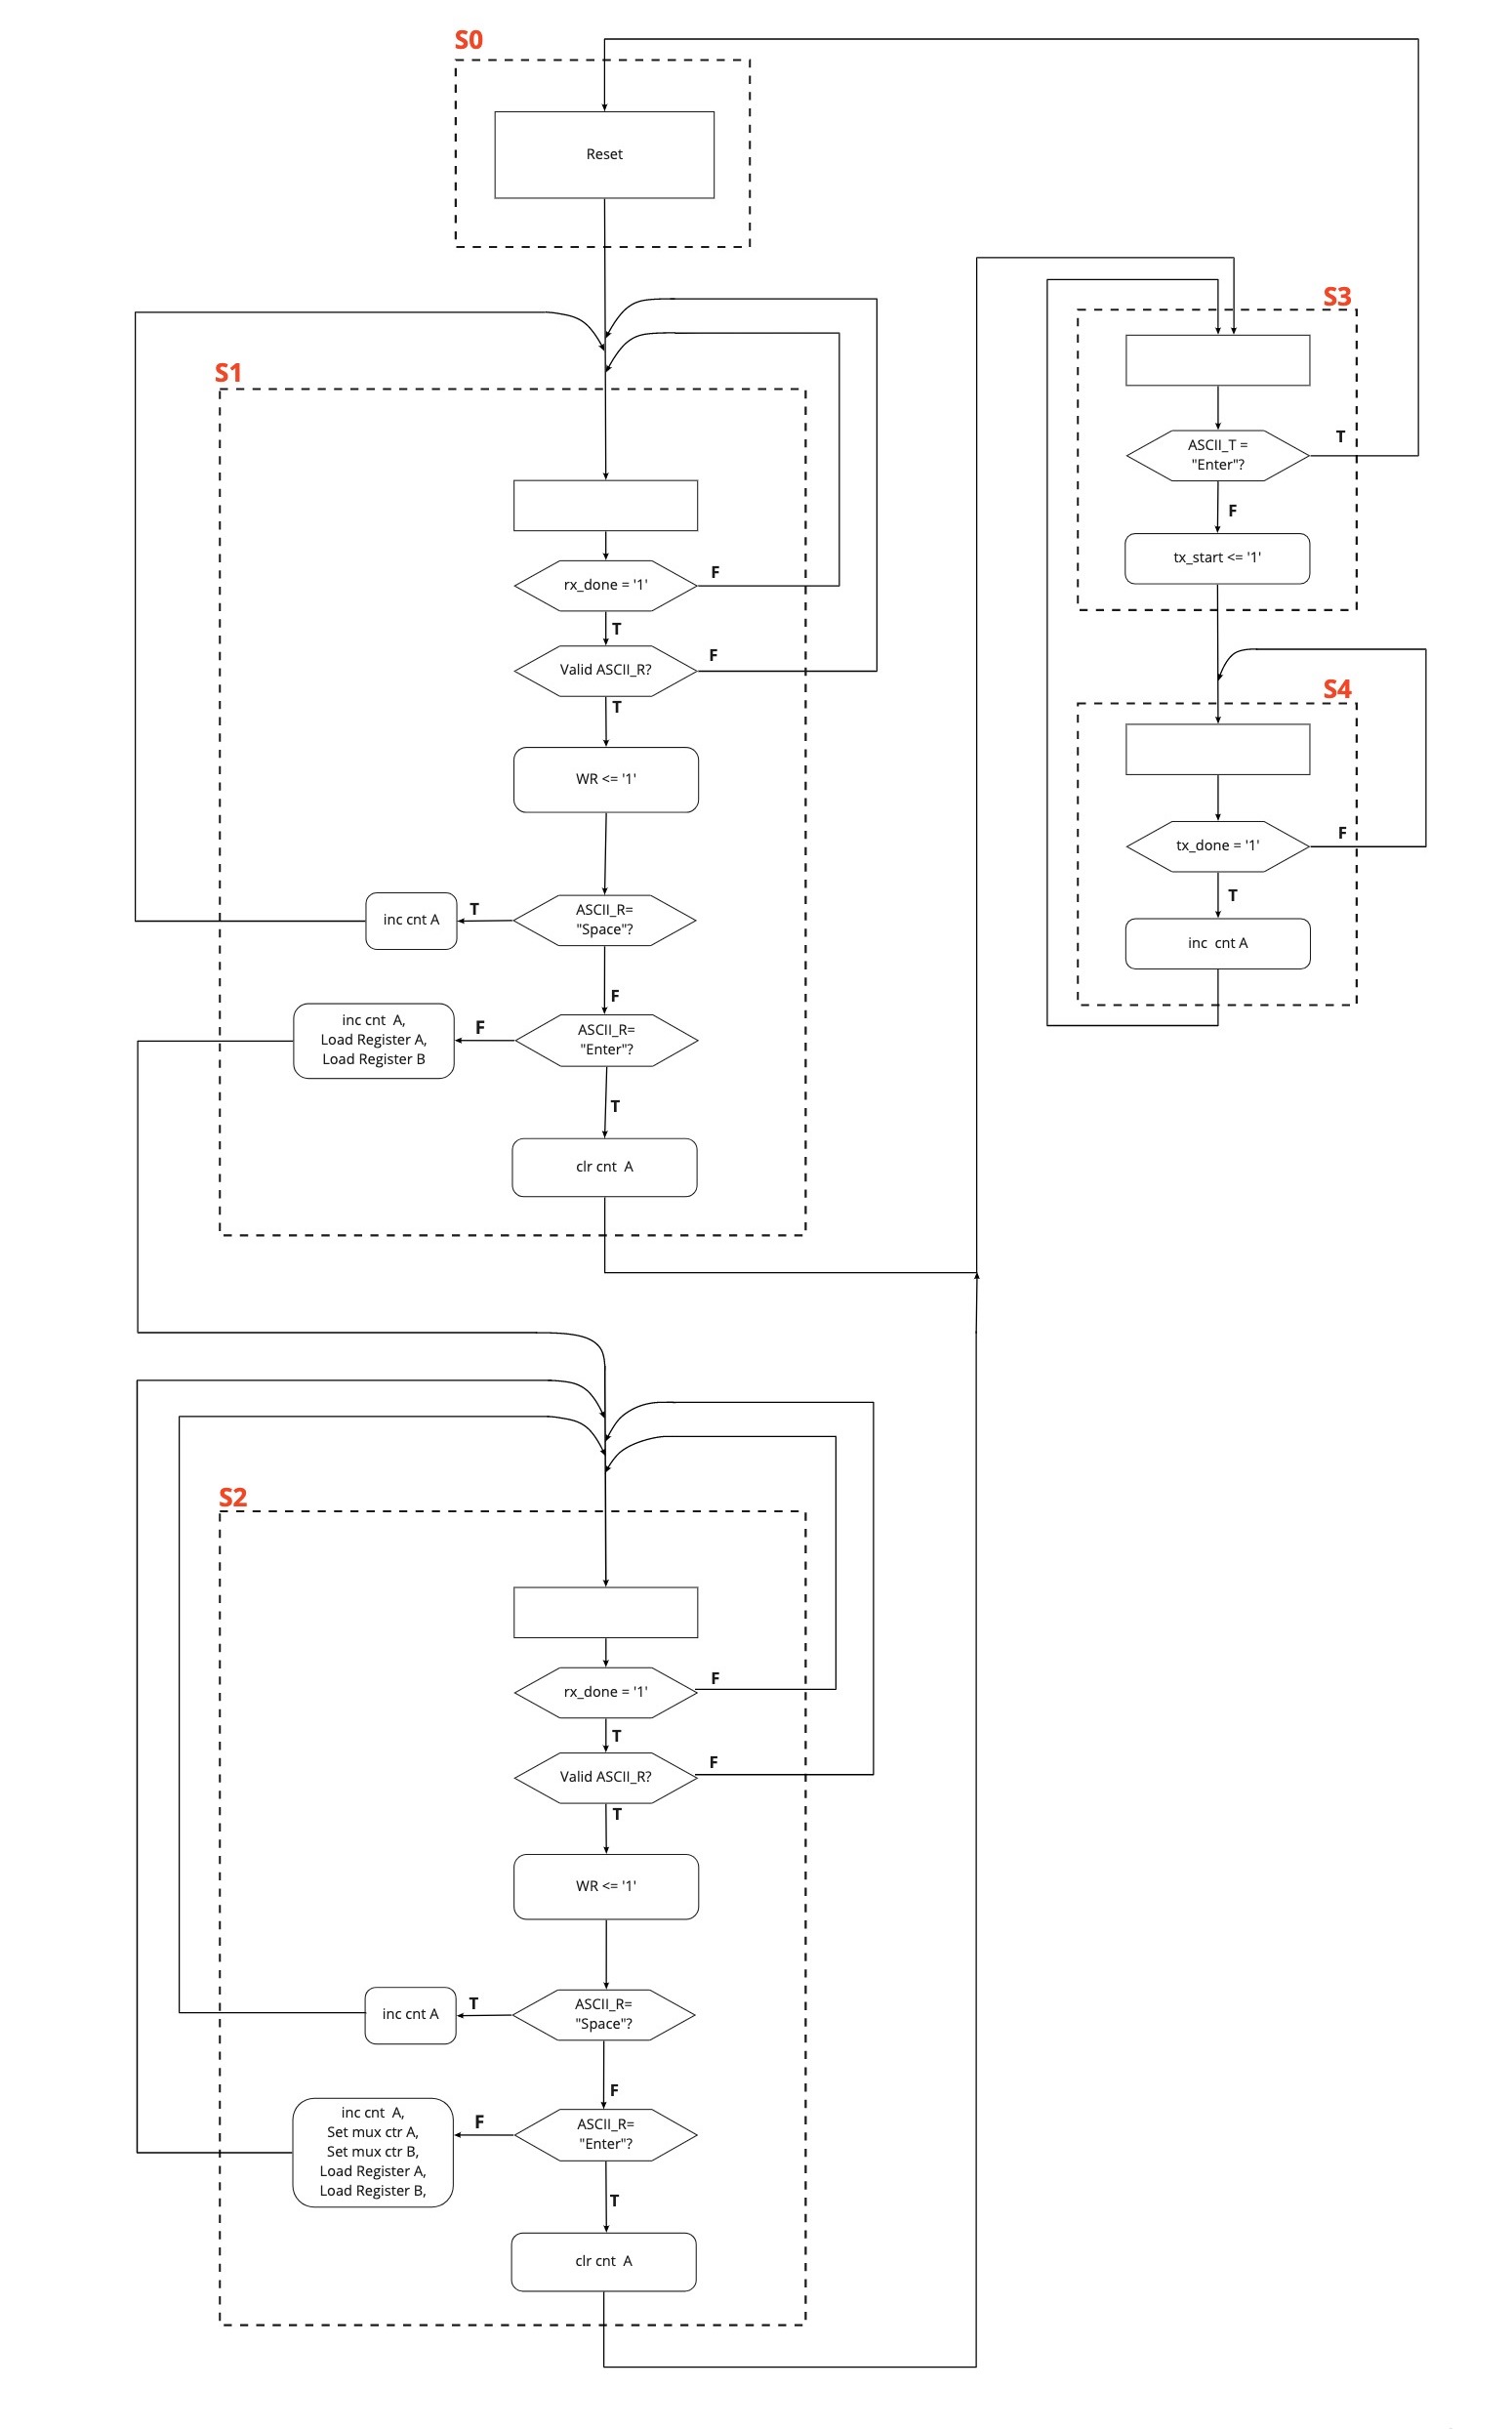 S0
Reset
S1
rx_done = '1'
F
T
Valid ASCII_R?
F
T
WR <= '1'
ASCII_R=
"Space"?
T
inc cnt A
F
ASCII_R=
"Enter"?
F
inc cnt  A,
Load Register A,
Load Register B
T
clr cnt  A
S2
rx_done = '1'
F
T
Valid ASCII_R?
F
T
WR <= '1'
ASCII_R=
"Space"?
T
inc cnt A
F
ASCII_R=
"Enter"?
F
inc cnt  A,
Set mux ctr A,
Set mux ctr B,
Load Register A,
Load Register B,
T
clr cnt  A
S3
ASCII_T =
"Enter"?
T
F
tx_start <= '1'
S4
tx_done = '1'
F
T
inc  cnt A